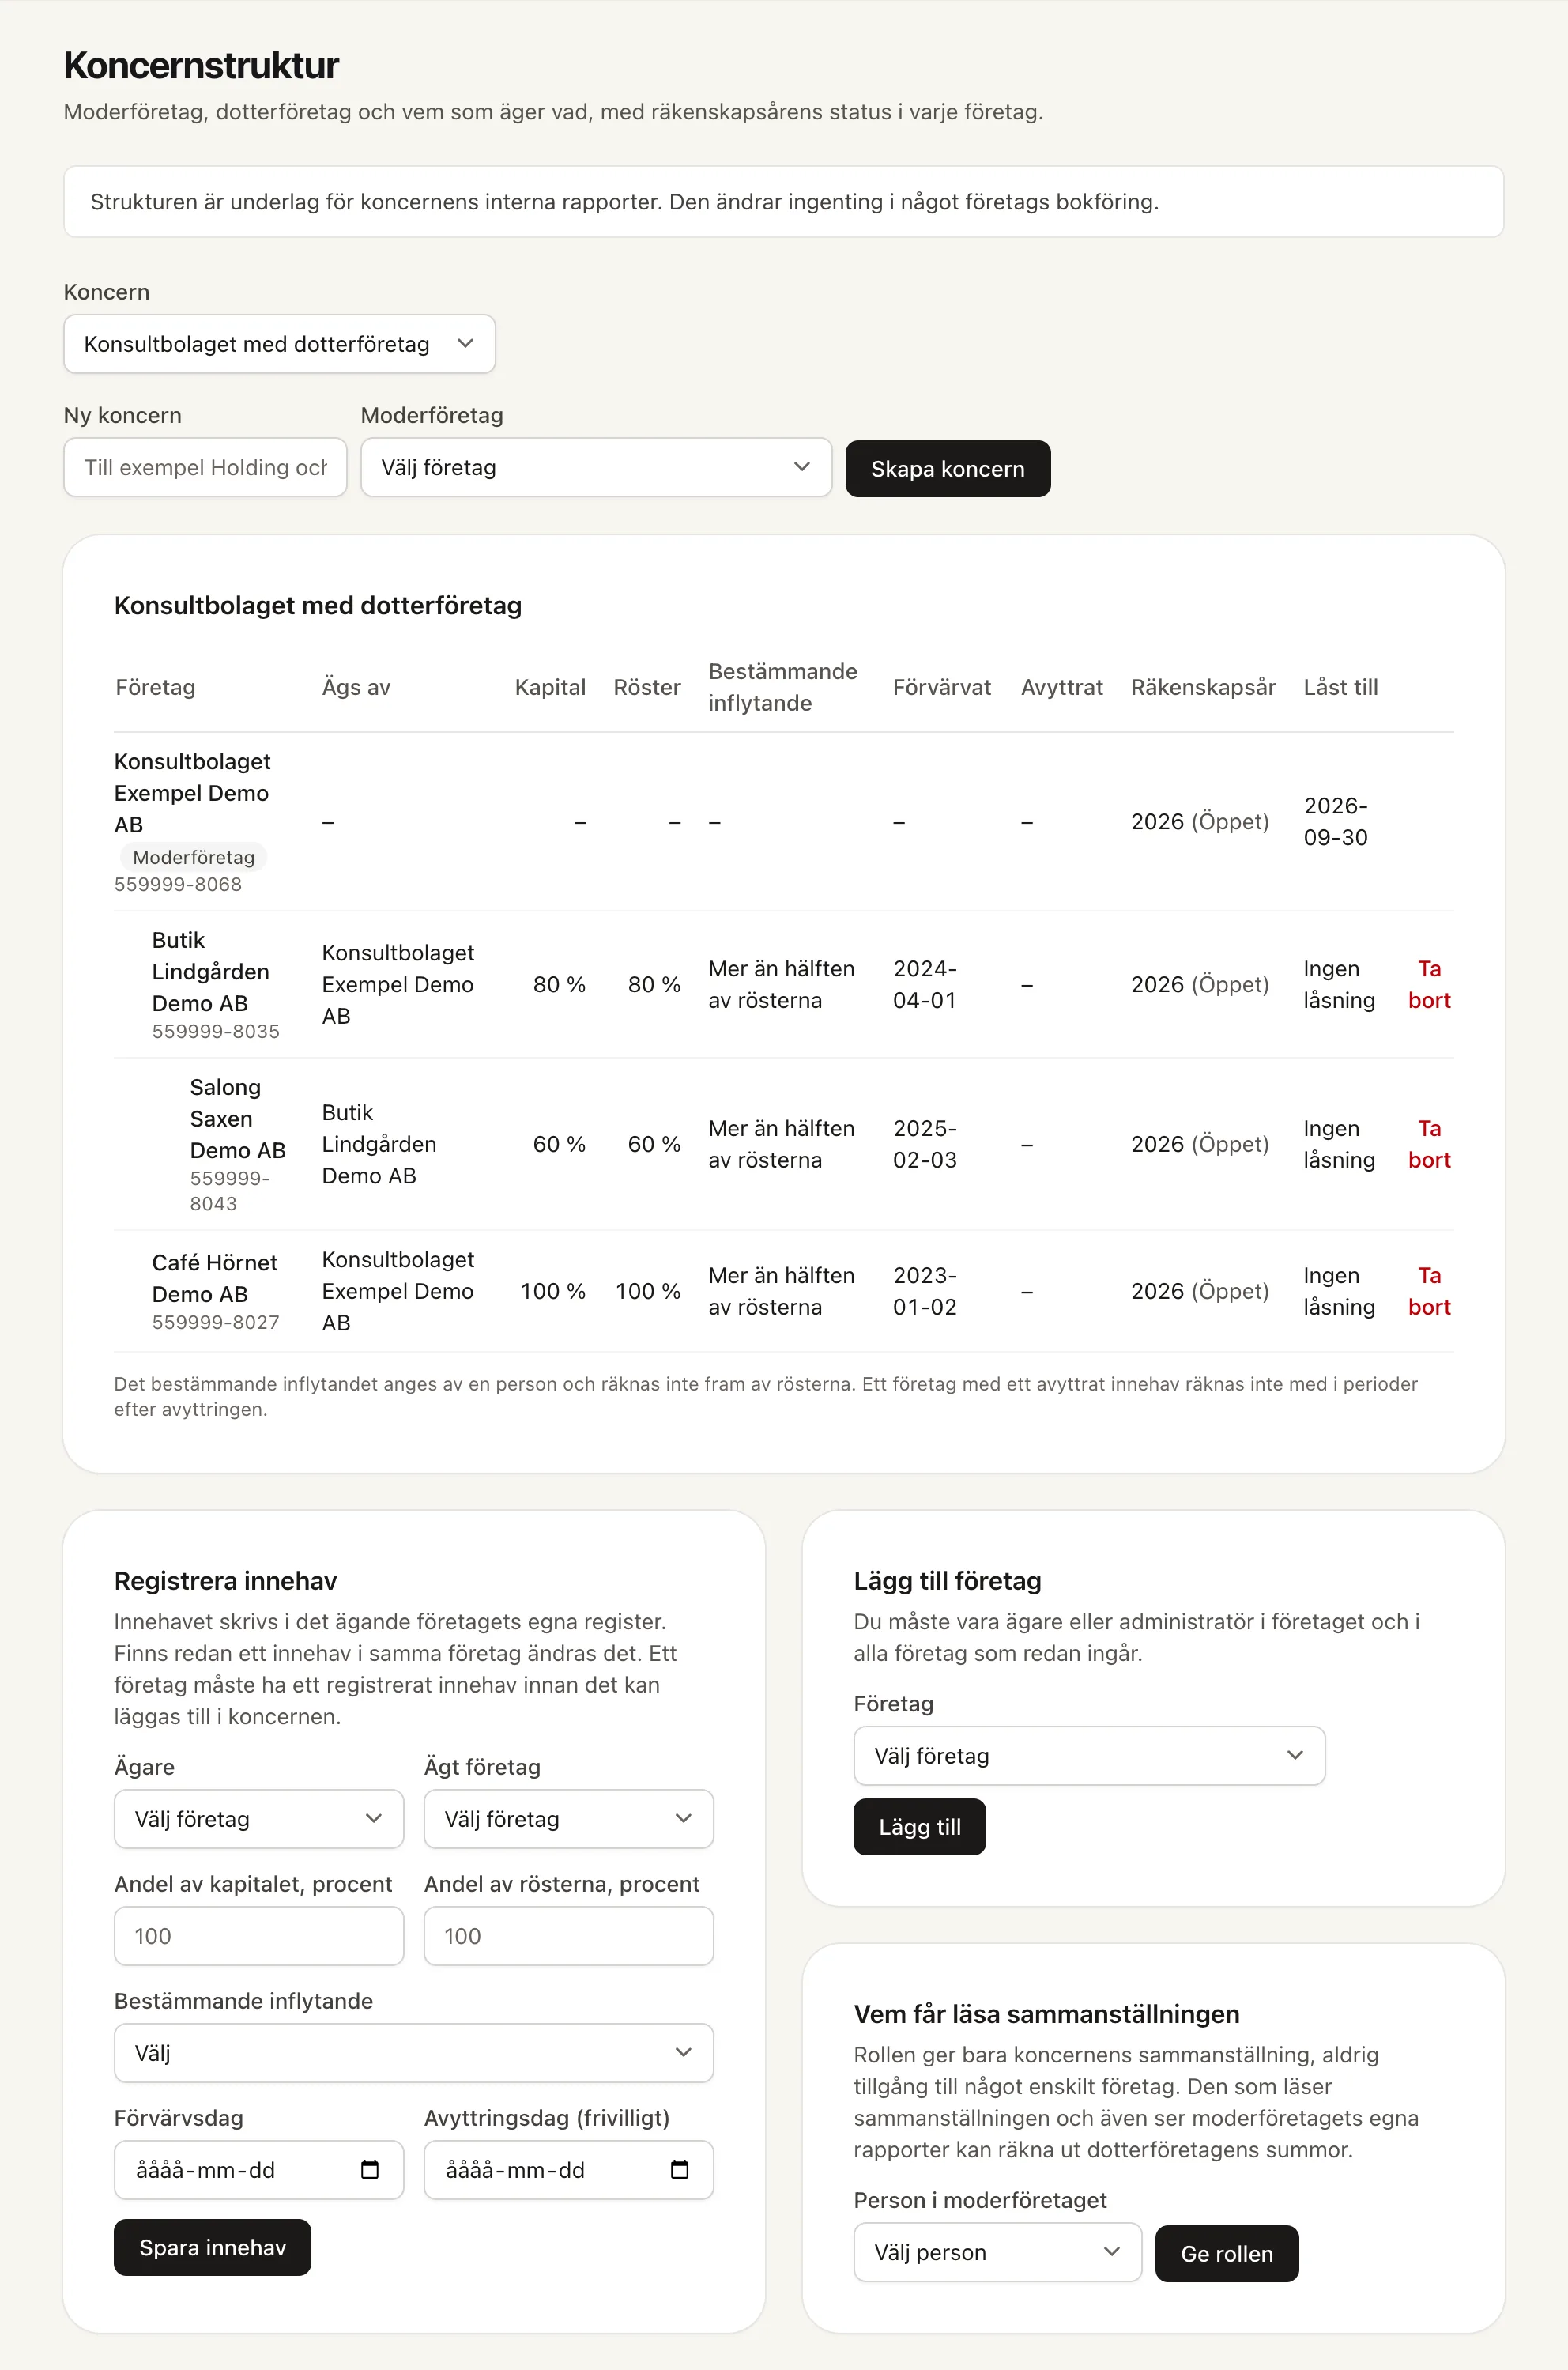 Koncernstruktur
Moderföretag, dotterföretag och vem som äger vad, med räkenskapsårens status i varje företag.
Strukturen är underlag för koncernens interna rapporter. Den ändrar ingenting i något företags bokföring.
Koncern
Konsultbolaget med dotterföretag
Ny koncern
Moderföretag
Till exempel Holding och
Välj företag
Skapa koncern
Konsultbolaget med dotterföretag
Företag
Ägs av
Kapital
Röster
Bestämmande
inflytande
Förvärvat
Avyttrat
Räkenskapsår
Låst till
Konsultbolaget
Exempel Demo
AB
Moderföretag
559999-8068
–
–
–
–
–
–
2026 (Öppet)
2026-
09-30
Butik
Lindgården
Demo AB
559999-8035
Konsultbolaget
Exempel Demo
AB
80 %
80 %
Mer än hälften
av rösterna
2024-
04-01
–
2026 (Öppet)
Ingen
låsning
Ta
bort
Salong
Saxen
Demo AB
559999-
8043
Butik
Lindgården
Demo AB
60 %
60 %
Mer än hälften
av rösterna
2025-
02-03
–
2026 (Öppet)
Ingen
låsning
Ta
bort
Café Hörnet
Demo AB
559999-8027
Konsultbolaget
Exempel Demo
AB
100 %
100 %
Mer än hälften
av rösterna
2023-
01-02
–
2026 (Öppet)
Ingen
låsning
Ta
bort
Det bestämmande inflytandet anges av en person och räknas inte fram av rösterna. Ett företag med ett avyttrat innehav räknas inte med i perioder
efter avyttringen.
Registrera innehav
Innehavet skrivs i det ägande företagets egna register.
Finns redan ett innehav i samma företag ändras det. Ett
företag måste ha ett registrerat innehav innan det kan
läggas till i koncernen.
Ägare
Ägt företag
Välj företag
Välj företag
Andel av kapitalet, procent
Andel av rösterna, procent
100
100
Bestämmande inflytande
Välj
Förvärvsdag
Avyttringsdag (frivilligt)
åååå-mm-dd
åååå-mm-dd
Spara innehav
Lägg till företag
Du måste vara ägare eller administratör i företaget och i
alla företag som redan ingår.
Företag
Välj företag
Lägg till
Vem får läsa sammanställningen
Rollen ger bara koncernens sammanställning, aldrig
tillgång till något enskilt företag. Den som läser
sammanställningen och även ser moderföretagets egna
rapporter kan räkna ut dotterföretagens summor.
Person i moderföretaget
Välj person
Ge rollen